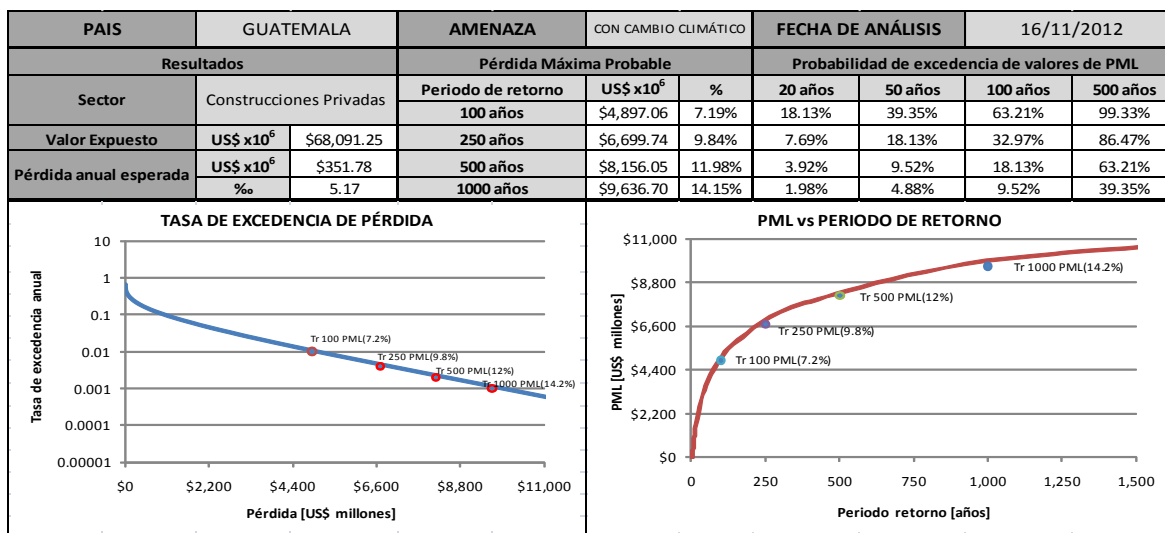 PAIS GUATEMALA AMENAZA CON CAMBIO CLIMÁTICO FECHA DE ANÁLISIS 16/11/2012
Resultados Pérdida Máxima Probable Probabilidad de excedencia de valores de PML
Sector Construcciones Privadas Periodo de retorno US$ x10⁶ % 20 años 50 años 100 años 500 años
100 años $4,897.06 7.19% 18.13% 39.35% 63.21% 99.33%
Valor Expuesto US$ x10⁶ $68,091.25 250 años $6,699.74 9.84% 7.69% 18.13% 32.97% 86.47%
Pérdida anual esperada US$ x10⁶ $351.78 500 años $8,156.05 11.98% 3.92% 9.52% 18.13% 63.21%
‰ 5.17 1000 años $9,636.70 14.15% 1.98% 4.88% 9.52% 39.35%
TASA DE EXCEDENCIA DE PÉRDIDA
Tasa de excedencia anual
10
1
0.1
0.01
0.001
0.0001
0.00001
Tr 100 PML(7.2%)
Tr 250 PML(9.8%)
Tr 500 PML(12%)
Tr 1000 PML(14.2%)
$0 $2,200 $4,400 $6,600 $8,800 $11,000
Pérdida [US$ millones]
PML vs PERIODO DE RETORNO
PML [US$ millones]
$11,000
$8,800
$6,600
$4,400
$2,200
$0
Tr 1000 PML(14.2%)
Tr 500 PML(12%)
Tr 250 PML(9.8%)
Tr 100 PML(7.2%)
0 250 500 750 1,000 1,250 1,500
Periodo retorno [años]